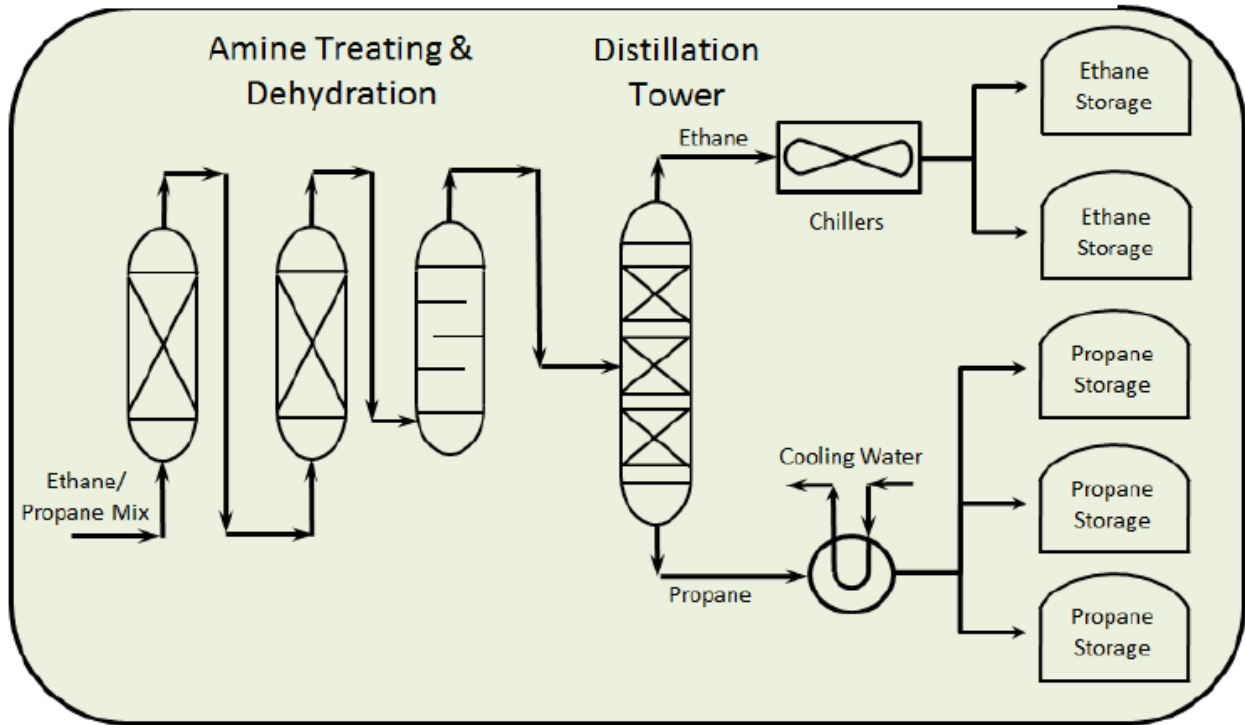 Amine Treating &
Dehydration
Distillation
Tower
Ethane
Chillers
Ethane
Storage
Ethane
Storage
Propane
Storage
Ethane/
Propane Mix
Cooling Water
Propane
Storage
Propane
Propane
Storage